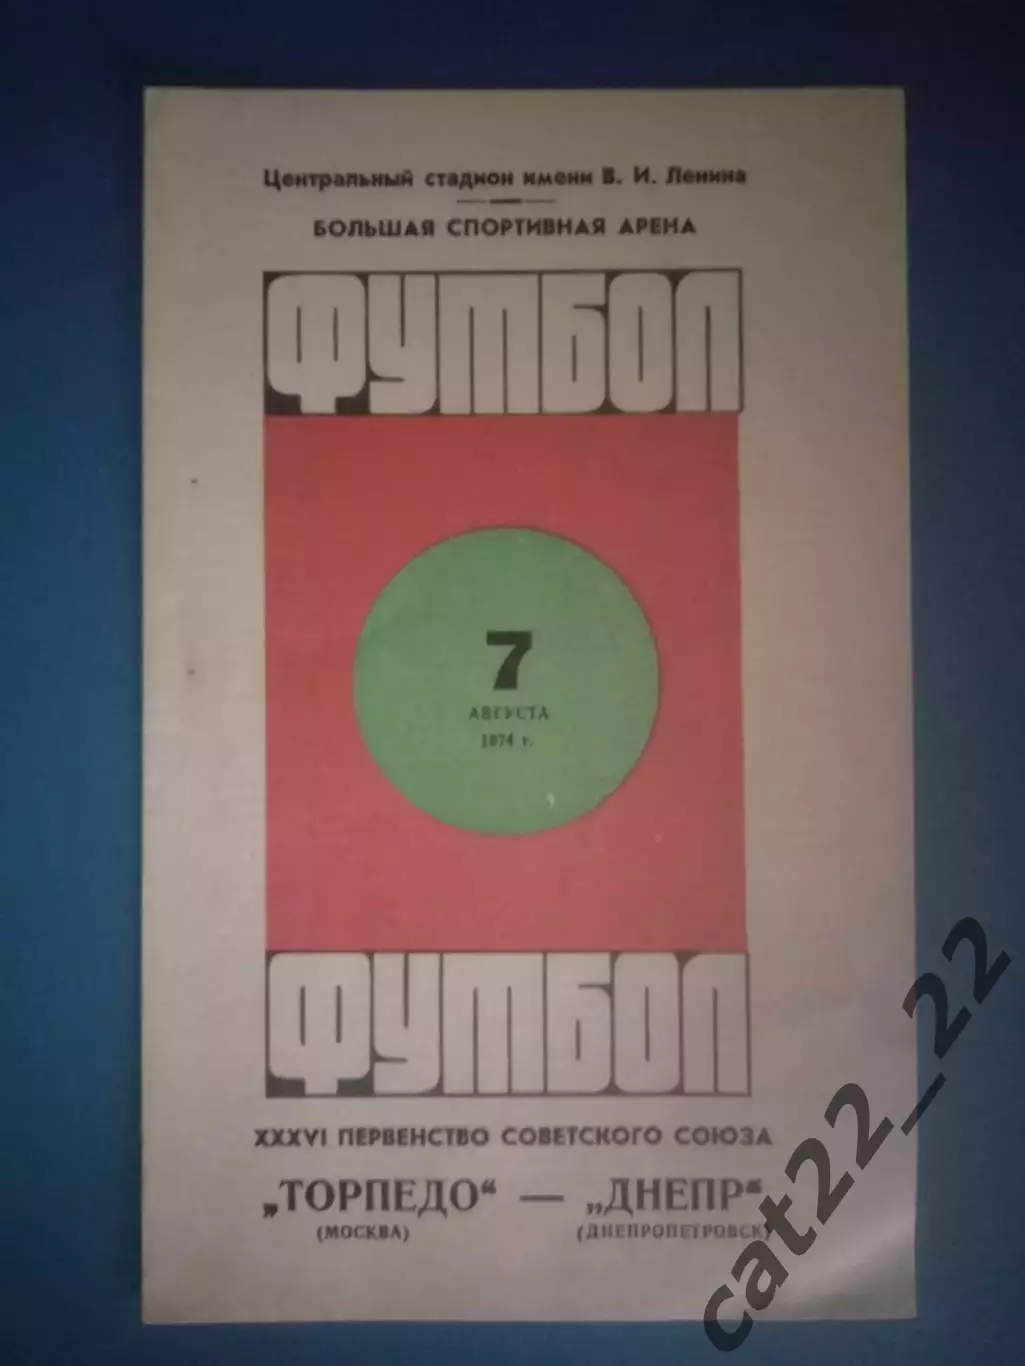 Центральный стадион имени В. И. Ленина
БОЛЬШАЯ СПОРТИВНАЯ АРЕНА
ФУТБОЛ
7
АВГУСТА
1974 г.
ФУТБОЛ
XXXVI ПЕРВЕНСТВО СОВЕТСКОГО СОЮЗА
„ТОРПЕДО“ — „ДНЕПР“
(МОСКВА) (ДНЕПРОПЕТРОВСК)
cat22_22